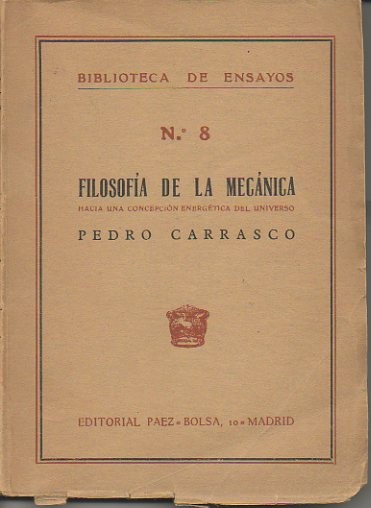 BIBLIOTECA DE ENSAYOS
N.º 8
FILOSOFÍA DE LA MECÁNICA
HACIA UNA CONCEPCIÓN ENERGÉTICA DEL UNIVERSO
PEDRO CARRASCO
EDITORIAL PAEZ - BOLSA, 10 - MADRID